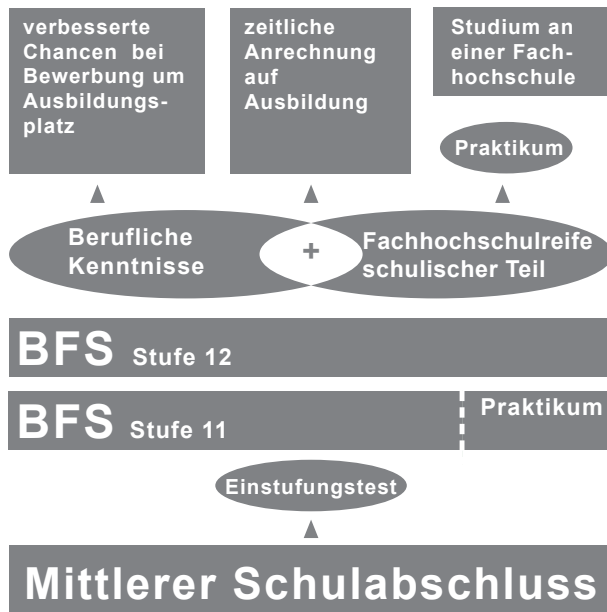 verbesserte
Chancen bei
Bewerbung um
Ausbildungs-
platz
zeitliche
Anrechnung
auf
Ausbildung
Studium an
einer Fach-
hochschule
Praktikum
Berufliche
Kenntnisse
+
Fachhochschulreife
schulischer Teil
BFS Stufe 12
BFS Stufe 11
Praktikum
Einstufungstest
Mittlerer Schulabschluss